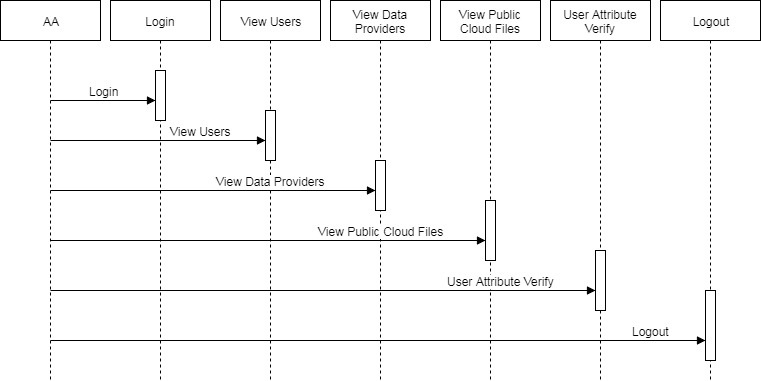 AA
Login
View Users
View Data
Providers
View Public
Cloud Files
User Attribute
Verify
Logout
Login
View Users
View Data Providers
View Public Cloud Files
User Attribute Verify
Logout